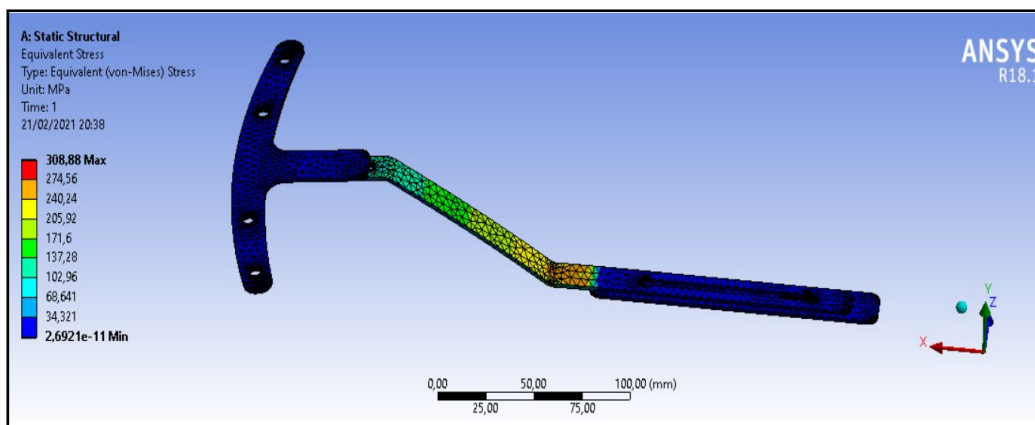 A: Static Structural
Equivalent Stress
Type: Equivalent (von-Mises) Stress
Unit: MPa
Time: 1
21/02/2021 20:38
308,88 Max
274,56
240,24
205,92
171,6
137,28
102,96
68,641
34,321
2,6921e-11 Min
ANSYS
R18.1
Y
Z
X
0,00 50,00 100,00 (mm)
25,00 75,00